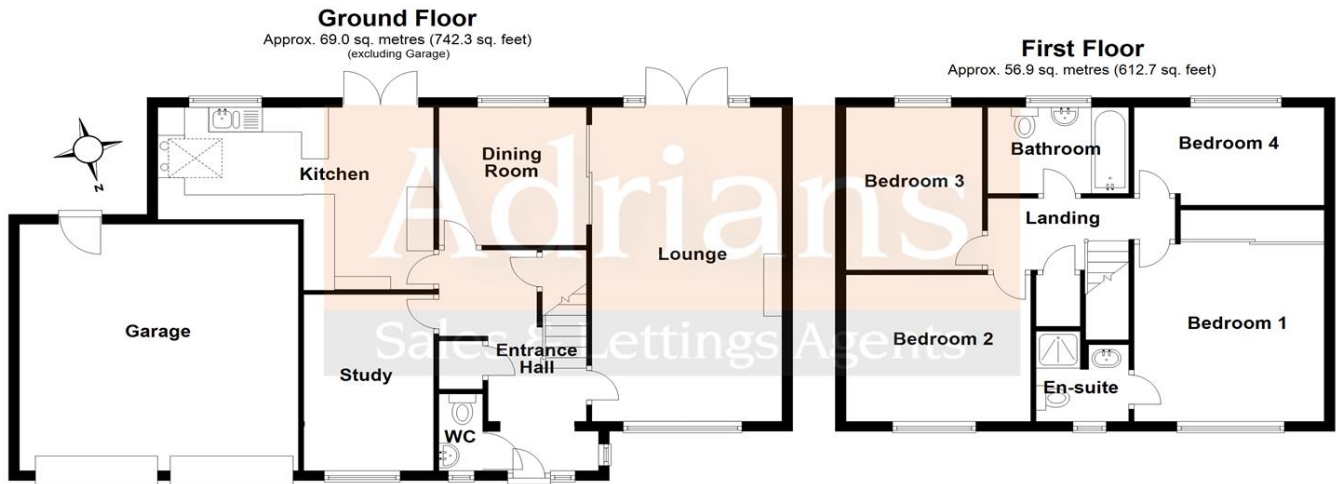 Ground Floor
Approx. 69.0 sq. metres (742.3 sq. feet)
(excluding Garage)
First Floor
Approx. 56.9 sq. metres (612.7 sq. feet)
Kitchen
Dining
Room
Lounge
Garage
Study
Entrance
Hall
WC
Bedroom 3
Bathroom
Bedroom 4
Landing
Bedroom 2
Bedroom 1
En-suite
N
Adrians
Sales & Lettings Agents